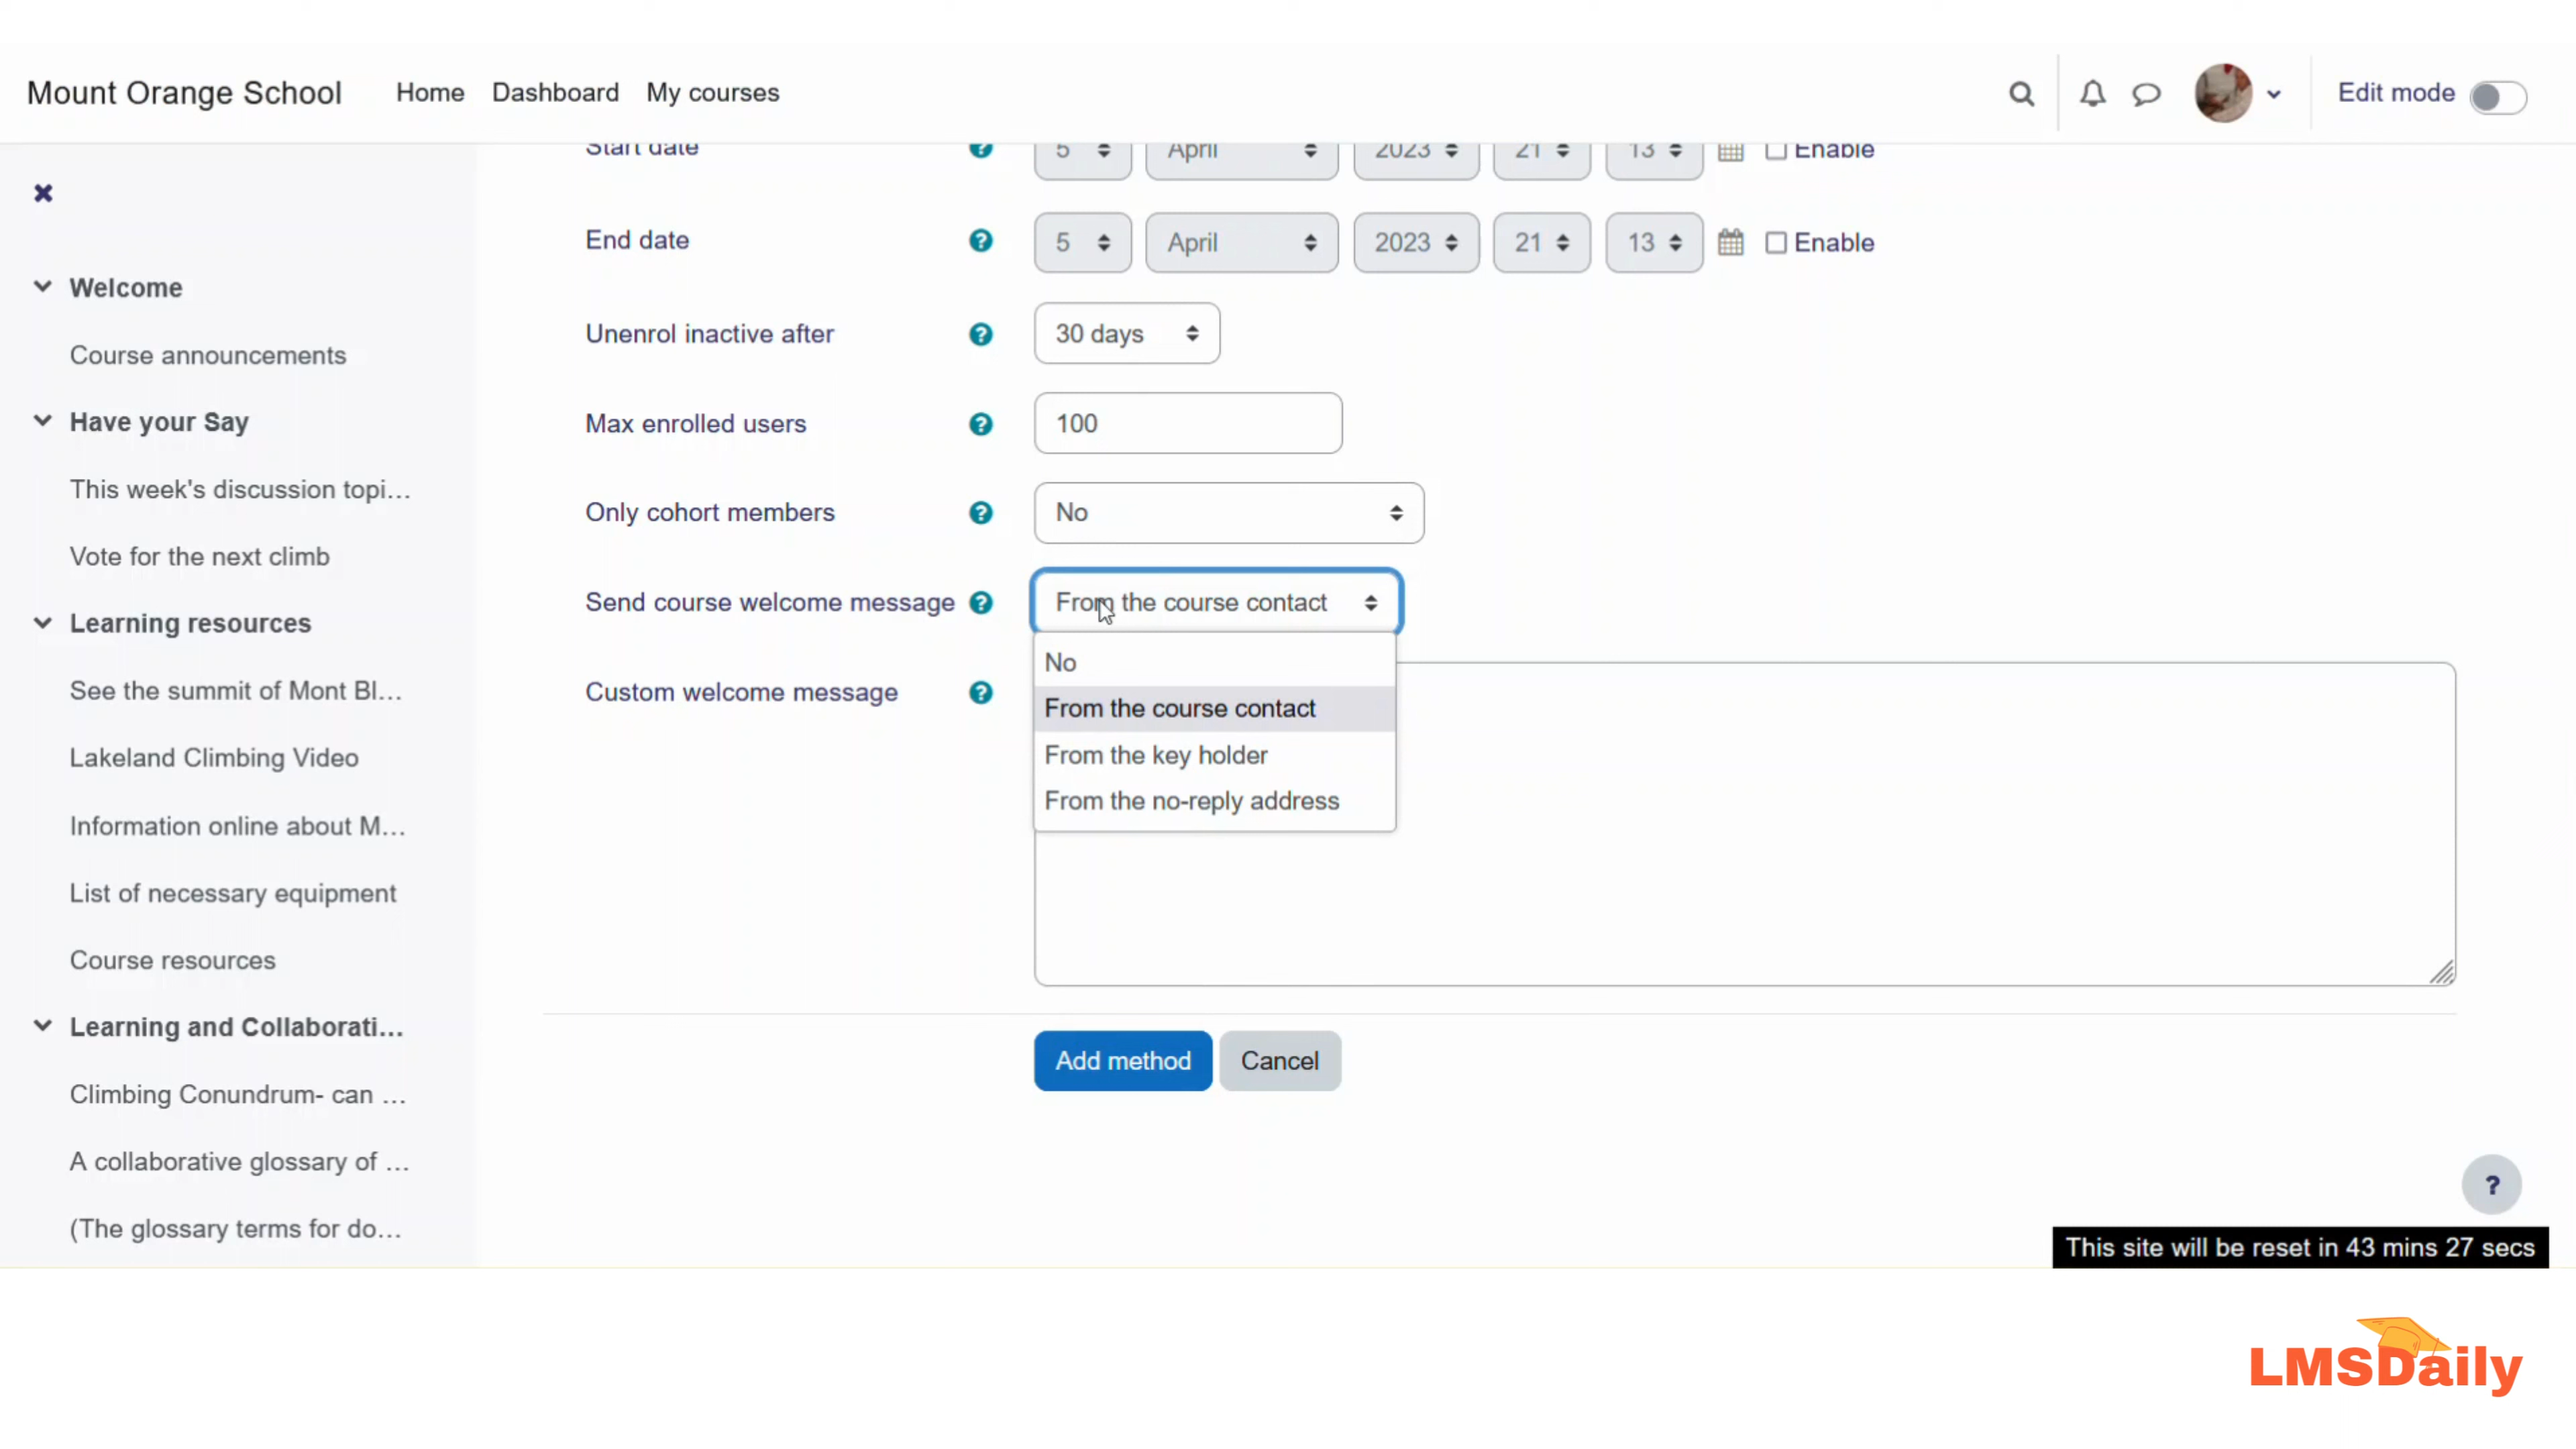 Mount Orange School Home Dashboard My courses Edit mode
Start date 5 April 2023 21 13 Enable
End date 5 April 2023 21 13 Enable
Unenrol inactive after 30 days
Max enrolled users 100
Only cohort members No
Send course welcome message From the course contact
No
From the course contact
From the key holder
From the no-reply address
Custom welcome message
Add method Cancel
Welcome
Course announcements
Have your Say
This week's discussion topi...
Vote for the next climb
Learning resources
See the summit of Mont Bl...
Lakeland Climbing Video
Information online about M...
List of necessary equipment
Course resources
Learning and Collaborati...
Climbing Conundrum- can ...
A collaborative glossary of ...
(The glossary terms for do...
?
This site will be reset in 43 mins 27 secs
LMSDaily